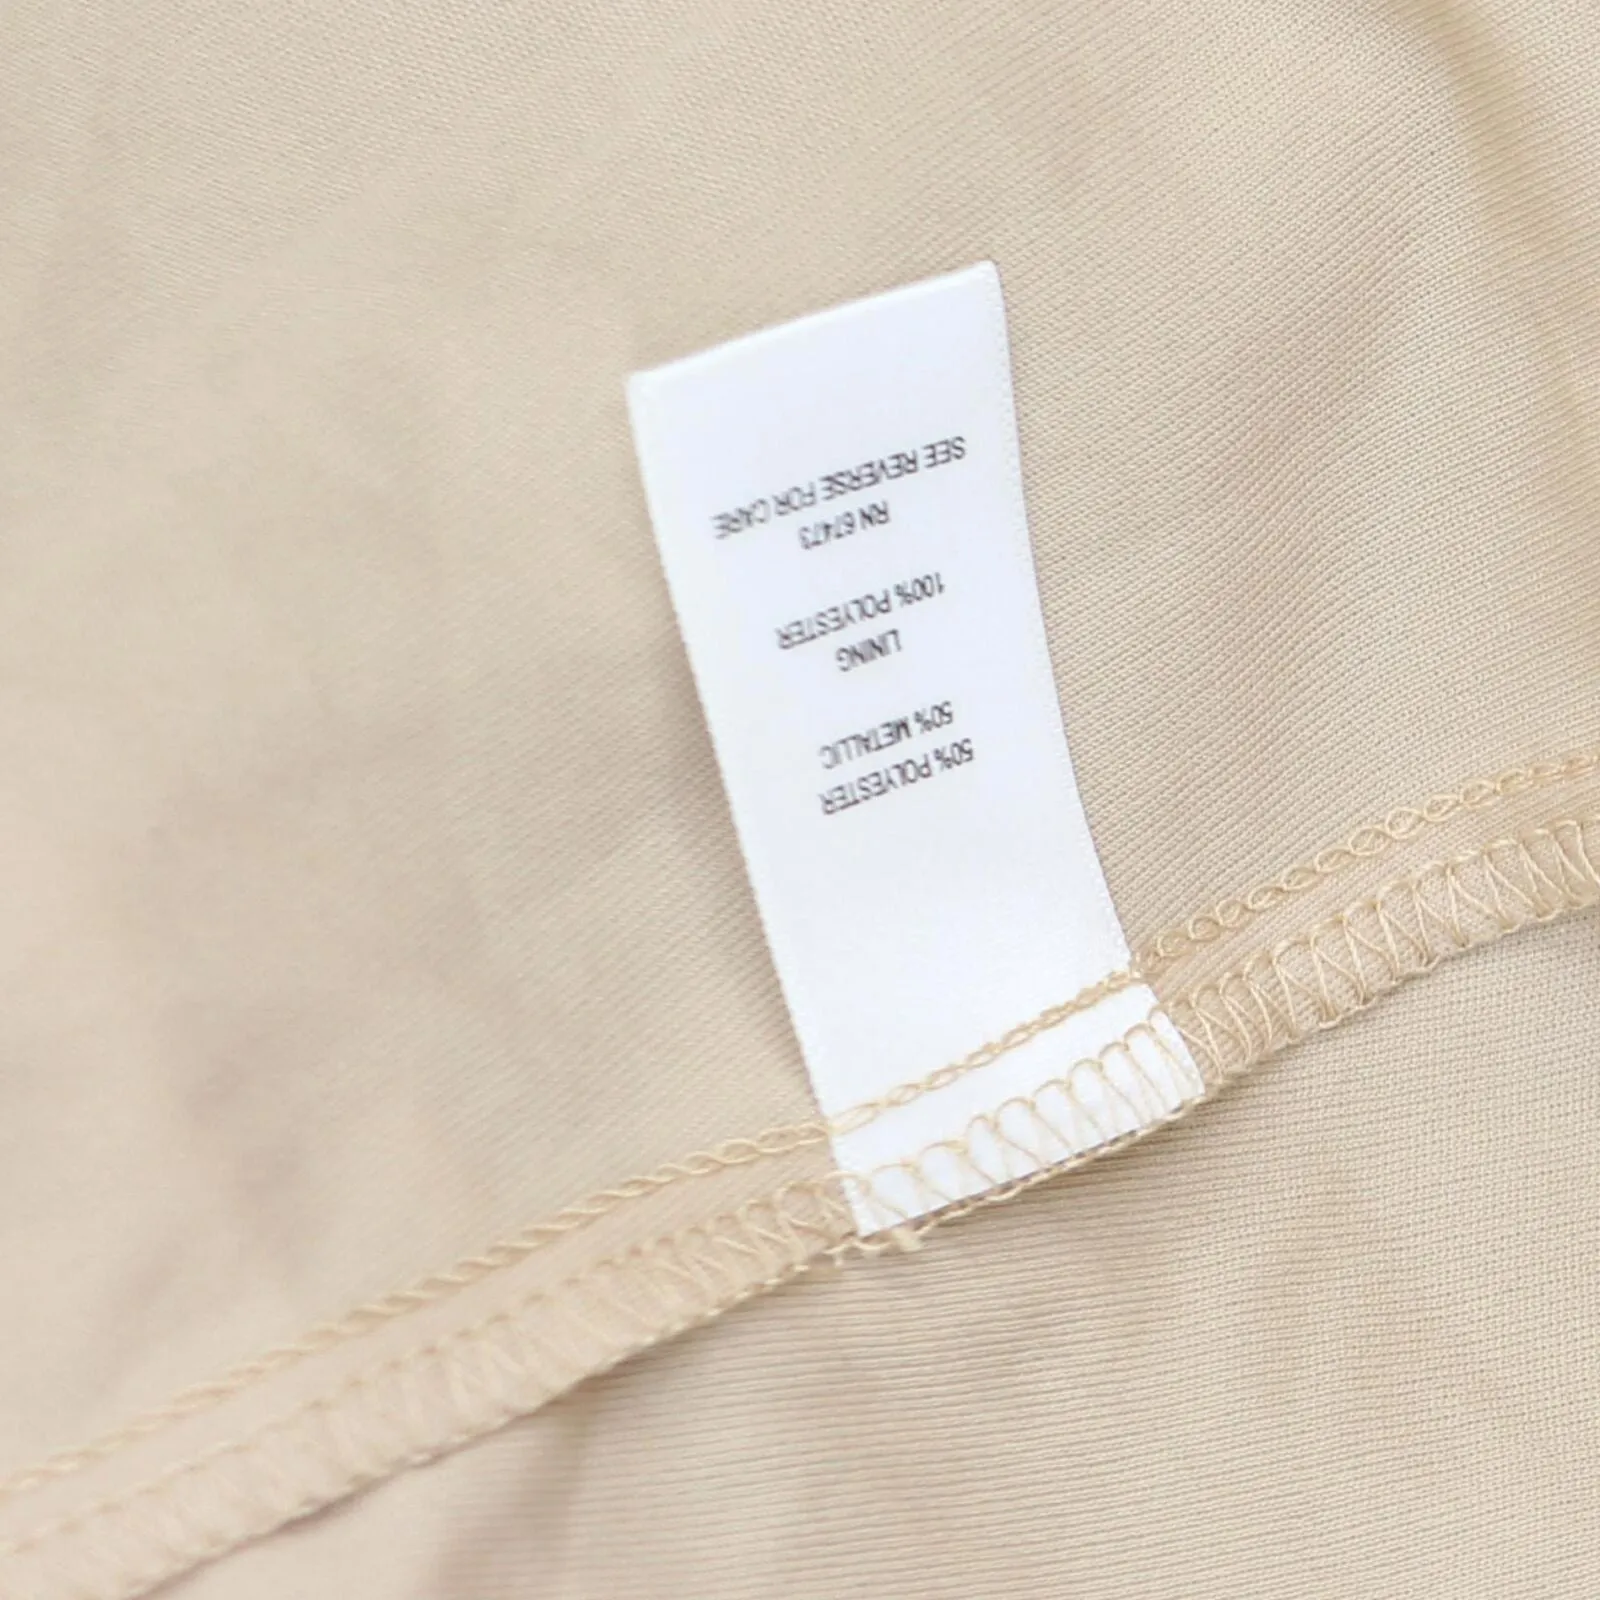 50% POLYESTER
50% METALLIC
LINING
100% POLYESTER
RN 67473
SEE REVERSE FOR CARE